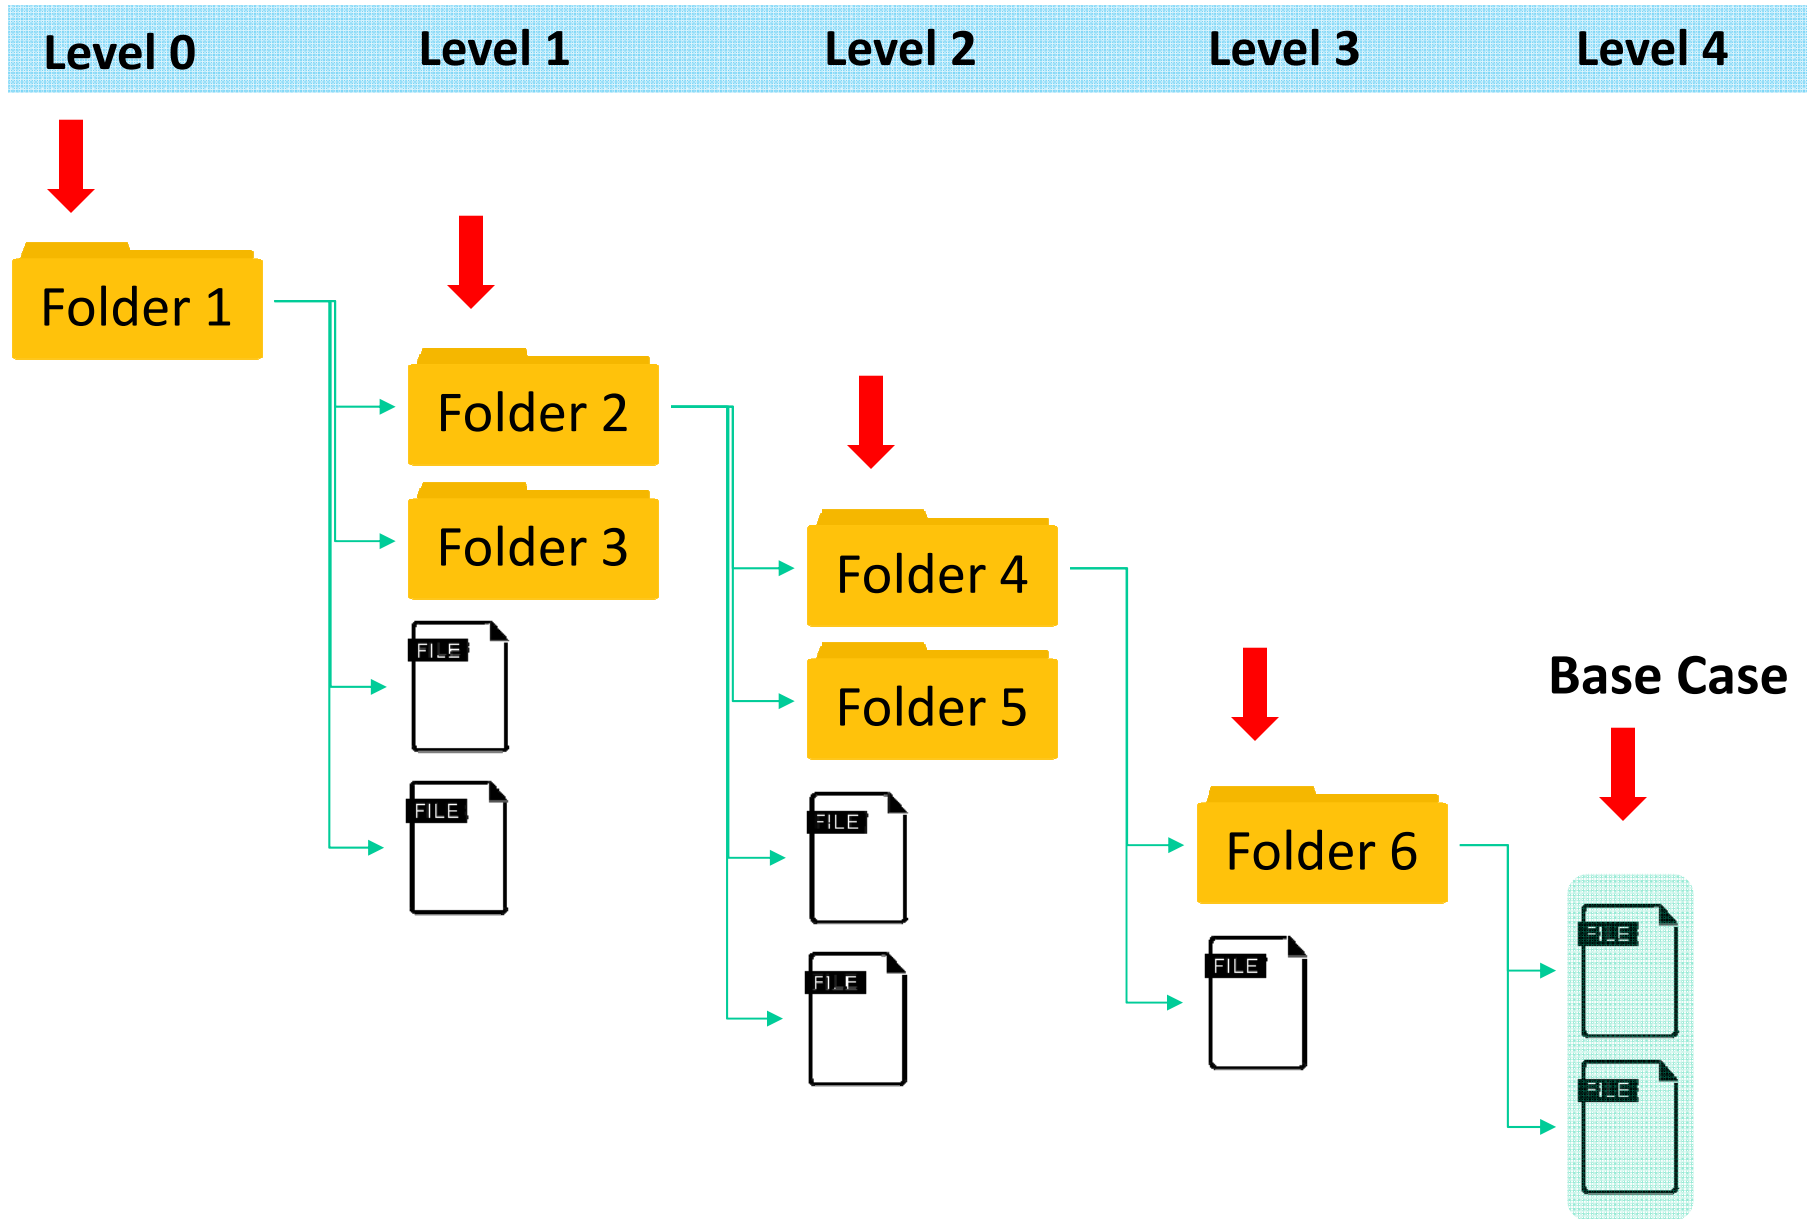 Level 0
Level 1
Level 2
Level 3
Level 4
Folder 1
Folder 2
Folder 3
FILE
FILE
Folder 4
Folder 5
FILE
FILE
Folder 6
FILE
Base Case
FILE
FILE